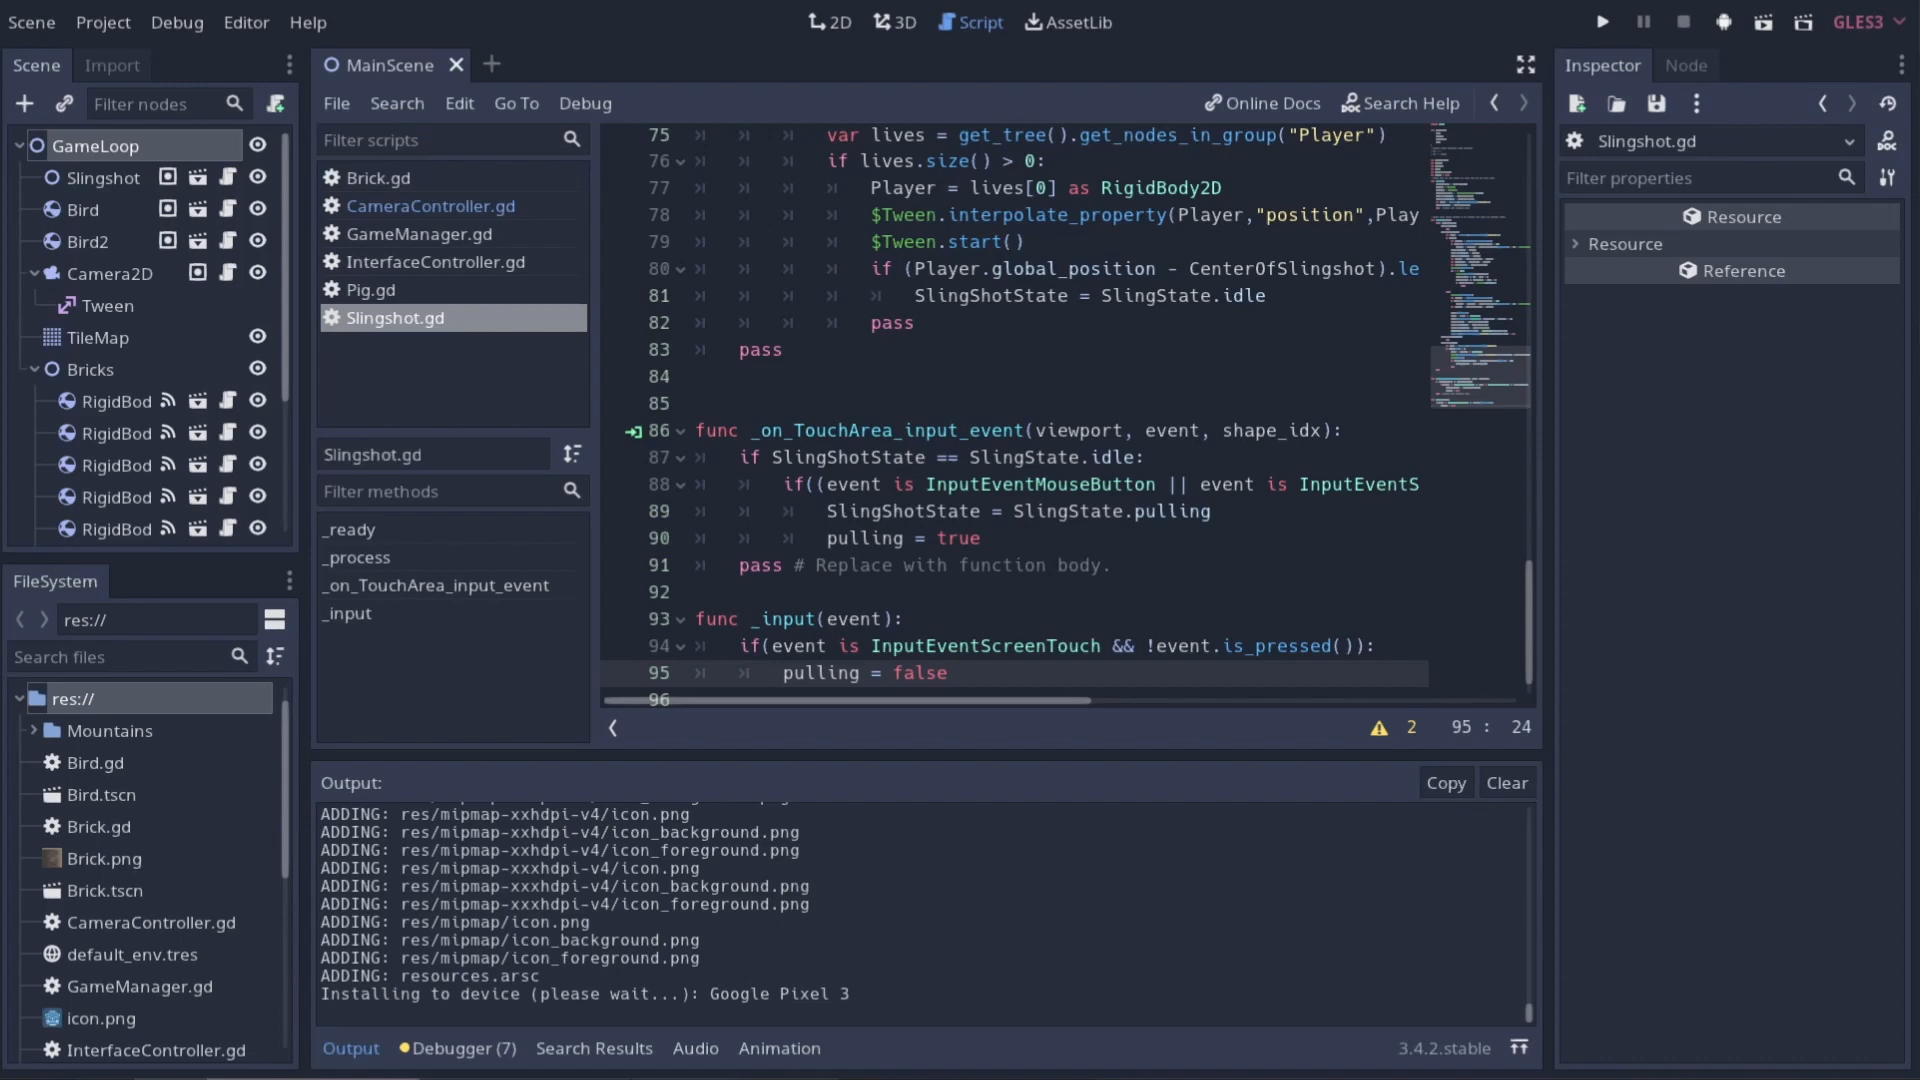 Scene Project Debug Editor Help
2D 3D Script AssetLib
GLES3
Scene Import
Filter nodes
GameLoop
Slingshot
Bird
Bird2
Camera2D
Tween
TileMap
Bricks
RigidBod
RigidBod
RigidBod
RigidBod
RigidBod
FileSystem
res://
Search files
res://
Mountains
Bird.gd
Bird.tscn
Brick.gd
Brick.png
Brick.tscn
CameraController.gd
default_env.tres
GameManager.gd
icon.png
InterfaceController.gd
MainScene
File Search Edit Go To Debug
Online Docs Search Help
Filter scripts
Brick.gd
CameraController.gd
GameManager.gd
InterfaceController.gd
Pig.gd
Slingshot.gd
Slingshot.gd
Filter methods
_ready
_process
_on_TouchArea_input_event
_input
75 var lives = get_tree().get_nodes_in_group("Player")
76 if lives.size() > 0:
77 Player = lives[0] as RigidBody2D
78 $Tween.interpolate_property(Player,"position",Play
79 $Tween.start()
80 if (Player.global_position - CenterOfSlingshot).le
81 SlingShotState = SlingState.idle
82 pass
83 pass
84
85
86 func _on_TouchArea_input_event(viewport, event, shape_idx):
87 if SlingShotState == SlingState.idle:
88 if((event is InputEventMouseButton || event is InputEventS
89 SlingShotState = SlingState.pulling
90 pulling = true
91 pass # Replace with function body.
92
93 func _input(event):
94 if(event is InputEventScreenTouch && !event.is_pressed()):
95 pulling = false
96
2 95 : 24
Output:
Copy Clear
ADDING: res/mipmap-xxhdpi-v4/icon.png
ADDING: res/mipmap-xxhdpi-v4/icon_background.png
ADDING: res/mipmap-xxhdpi-v4/icon_foreground.png
ADDING: res/mipmap-xxxhdpi-v4/icon.png
ADDING: res/mipmap-xxxhdpi-v4/icon_background.png
ADDING: res/mipmap-xxxhdpi-v4/icon_foreground.png
ADDING: res/mipmap/icon.png
ADDING: res/mipmap/icon_background.png
ADDING: res/mipmap/icon_foreground.png
ADDING: resources.arsc
Installing to device (please wait...): Google Pixel 3
Output Debugger (7) Search Results Audio Animation
3.4.2.stable
Inspector Node
Slingshot.gd
Filter properties
Resource
Resource
Reference